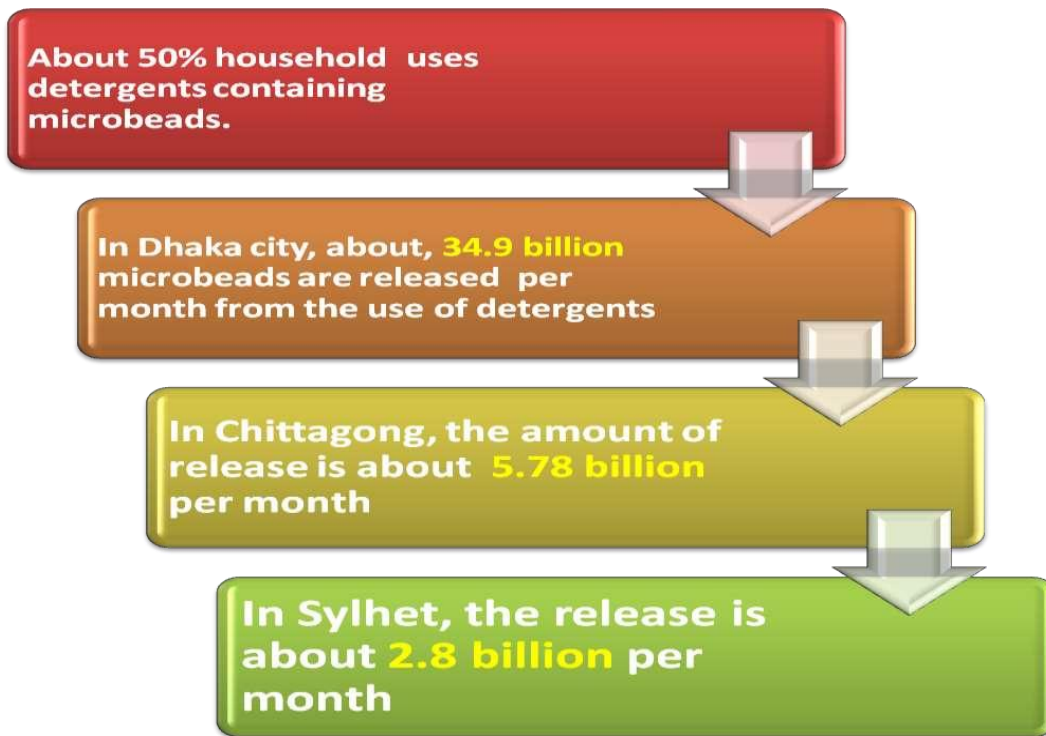 About 50% household uses
detergents containing
microbeads.
In Dhaka city, about, 34.9 billion
microbeads are released per
month from the use of detergents
In Chittagong, the amount of
release is about 5.78 billion
per month
In Sylhet, the release is
about 2.8 billion per
month